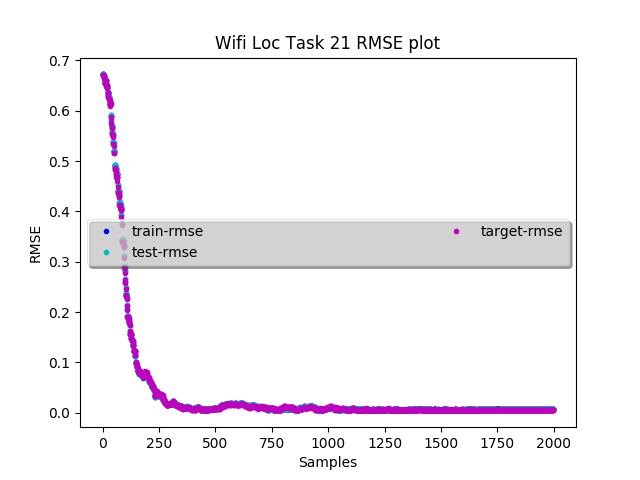 Wifi Loc Task 21 RMSE plot
0.7
0.6
0.5
0.4
0.3
0.2
0.1
0.0
RMSE
train-rmse
test-rmse
target-rmse
0 250 500 750 1000 1250 1500 1750 2000
Samples